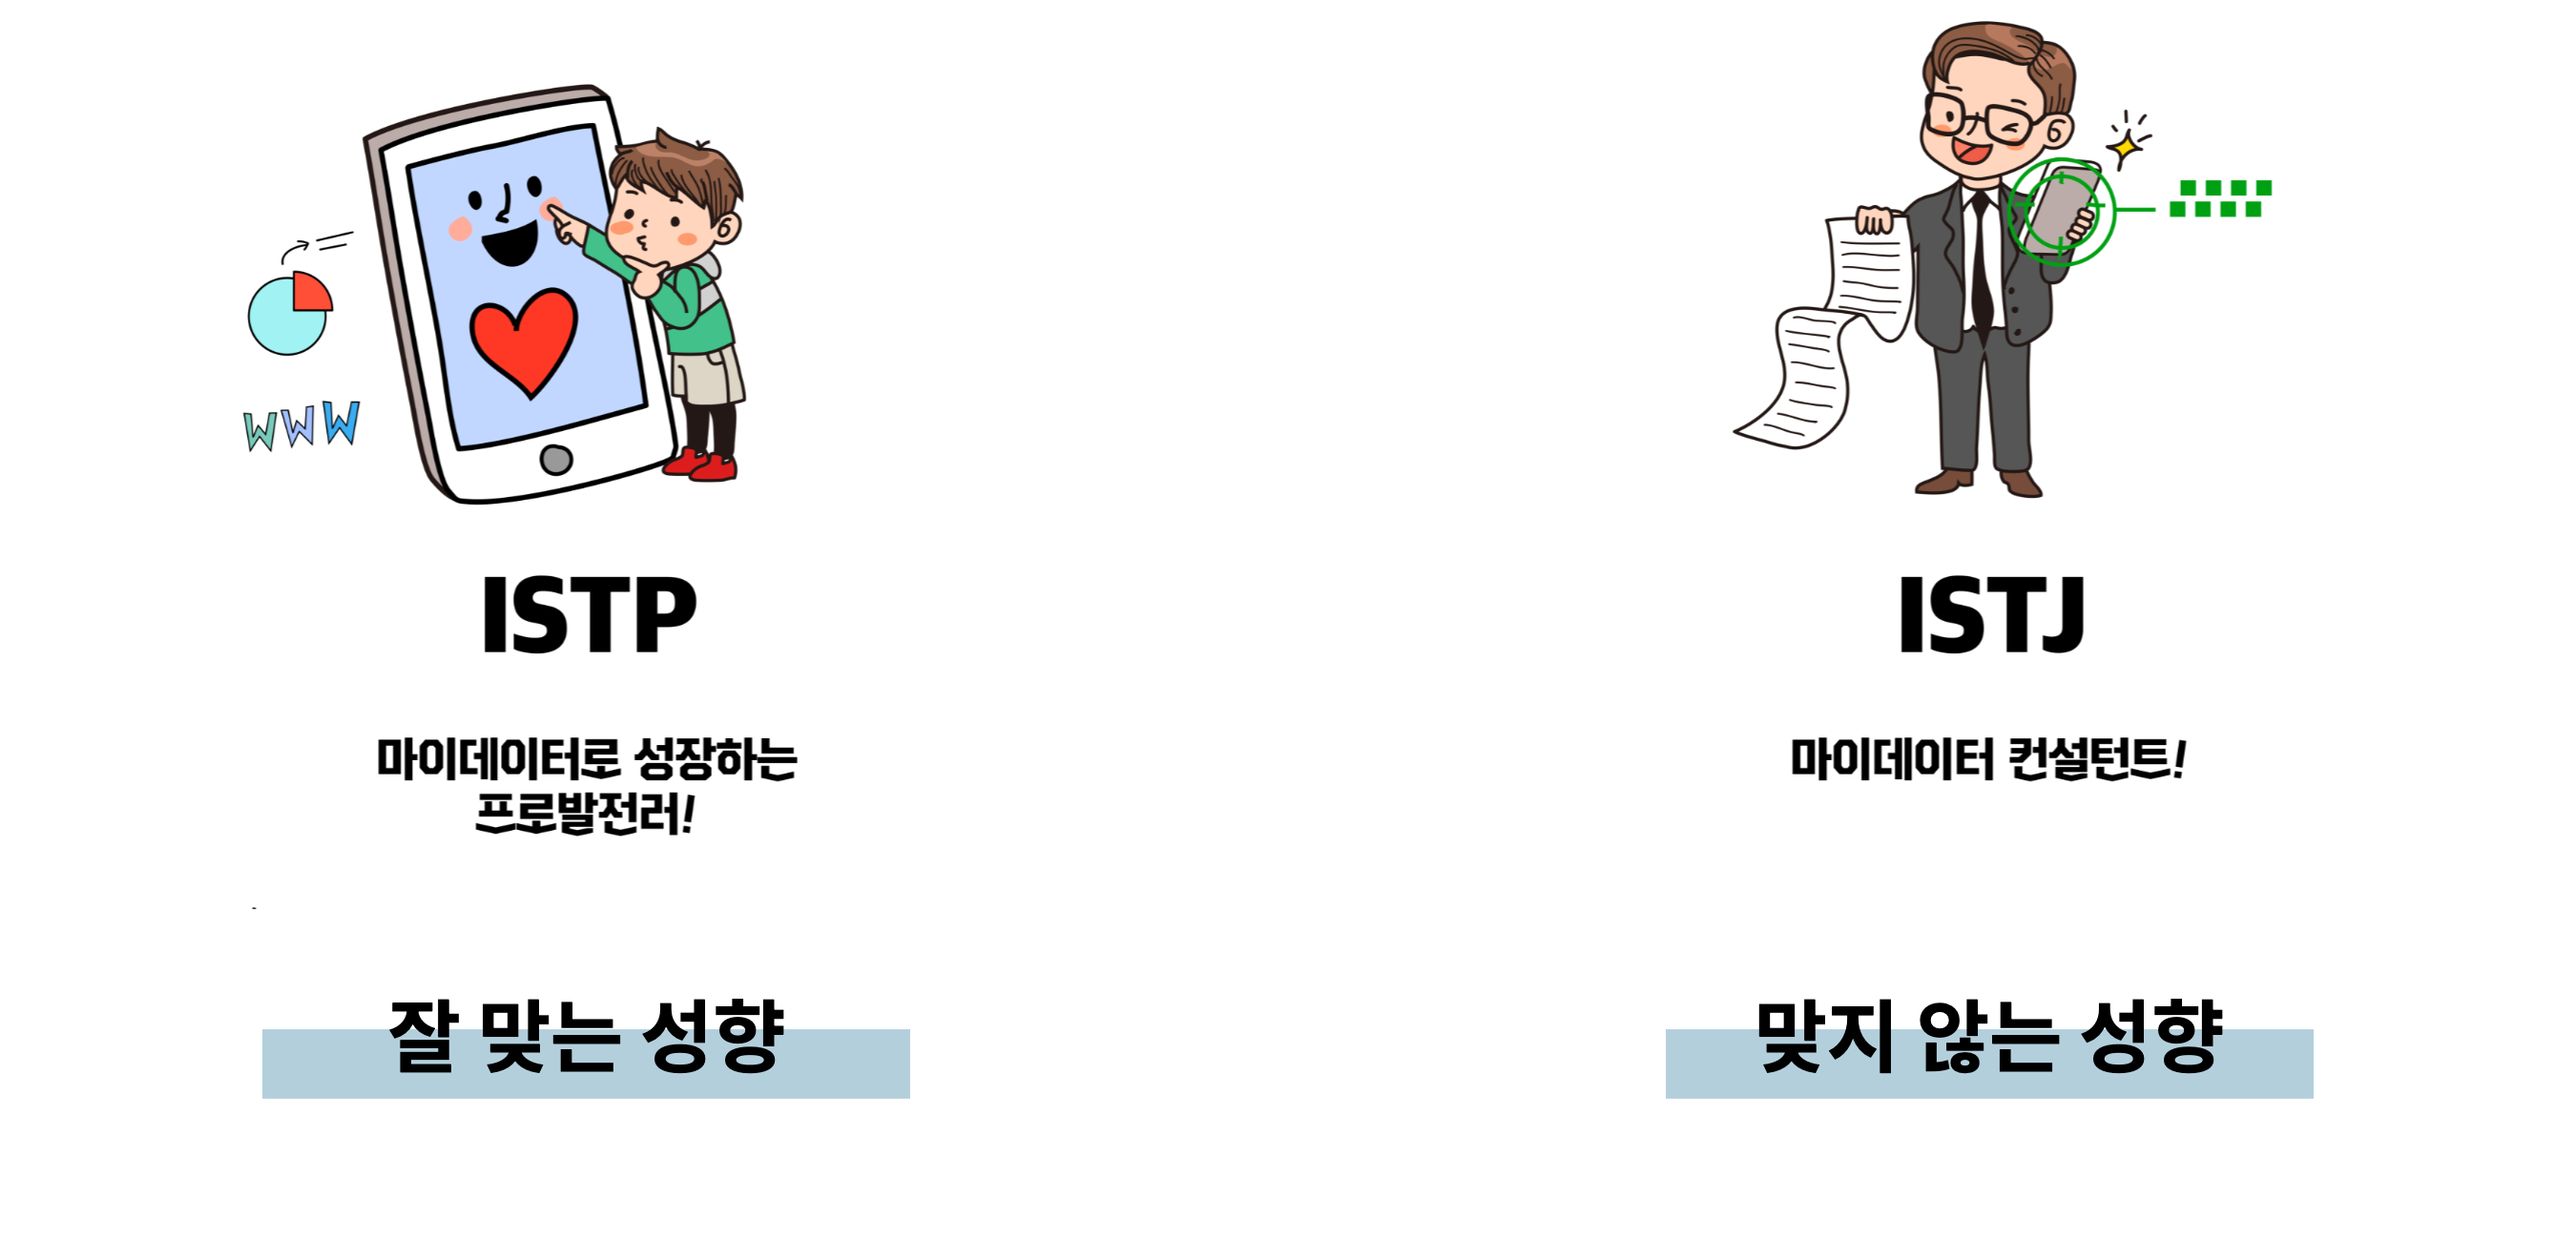 WWW
ISTP
마이데이터로 성장하는
프로발전러!
-
잘 맞는 성향
ISTJ
마이데이터 컨설턴트!
맞지 않는 성향